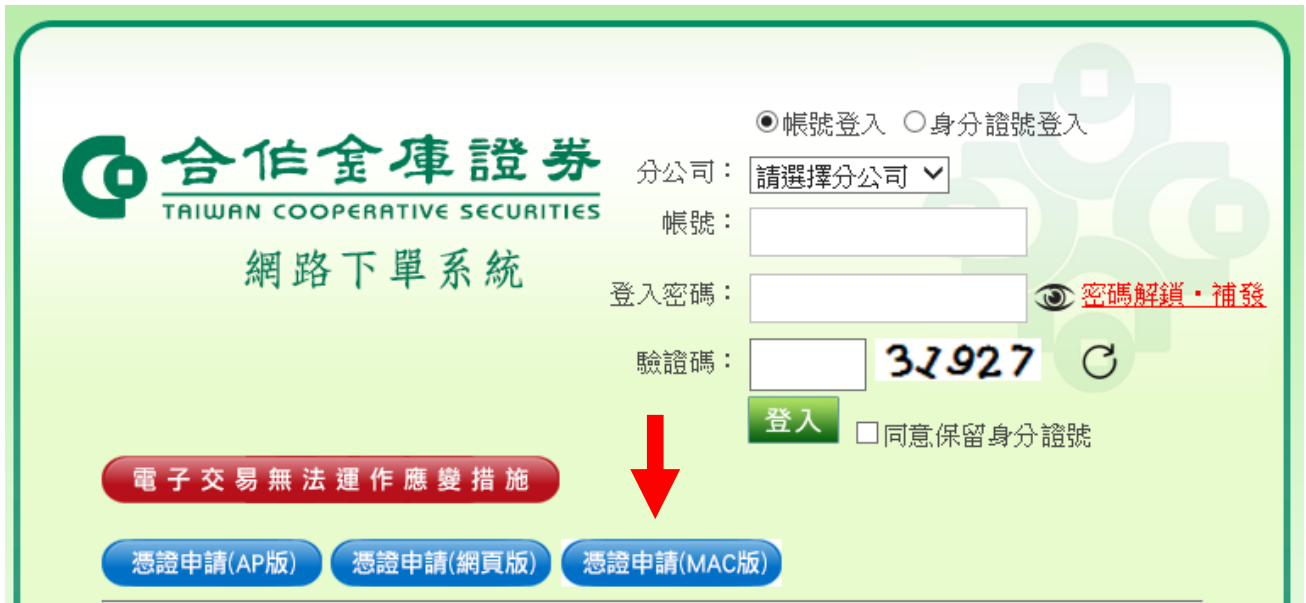 帳號登入 身分證號登入
合作金庫證券
TAIWAN COOPERATIVE SECURITIES
網路下單系統
分公司：請選擇分公司
帳號：
登入密碼： 密碼解鎖・補發
驗證碼： 31927
登入 同意保留身分證號
電子交易無法運作應變措施
憑證申請(AP版) 憑證申請(網頁版) 憑證申請(MAC版)